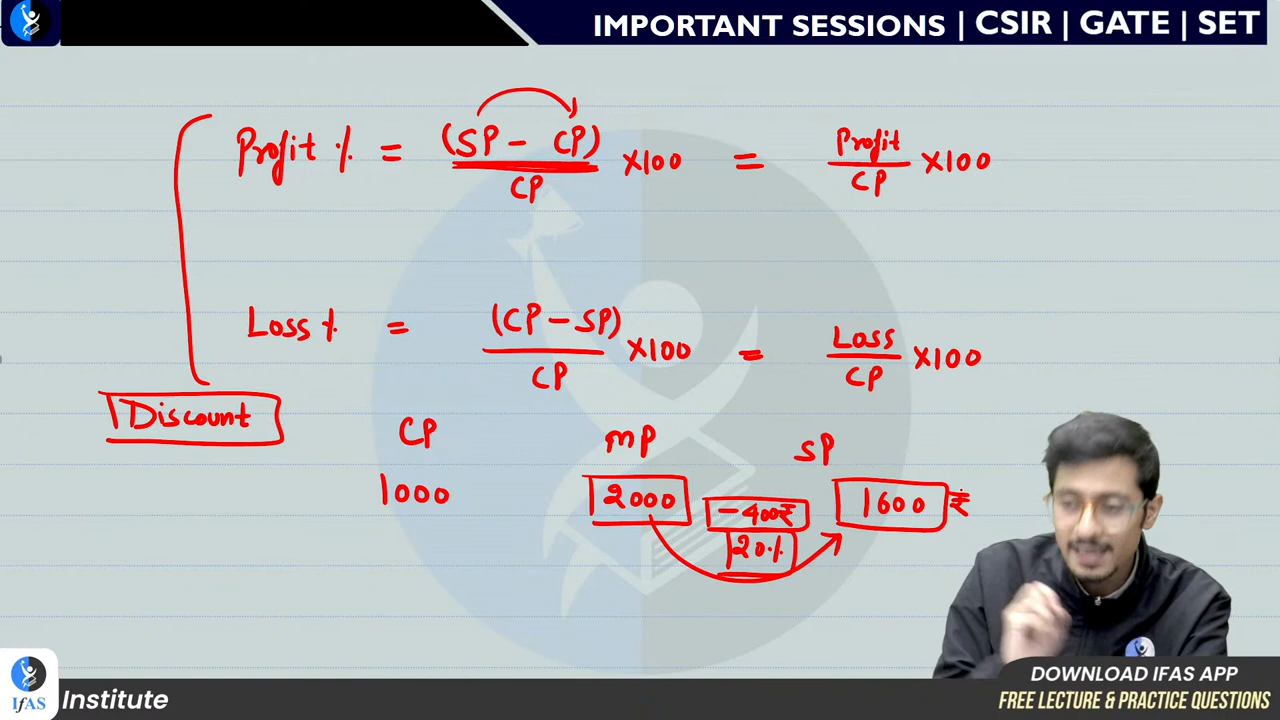 IMPORTANT SESSIONS | CSIR | GATE | SET
Profit % = (SP - CP) / CP ×100 = Profit / CP ×100
Loss % = (CP - SP) / CP ×100 = Loss / CP ×100
Discount
CP MP SP
1000 2000 -400₹ 1600 ₹
20%
DOWNLOAD IFAS APP
FREE LECTURE & PRACTICE QUESTIONS
IfAS Institute